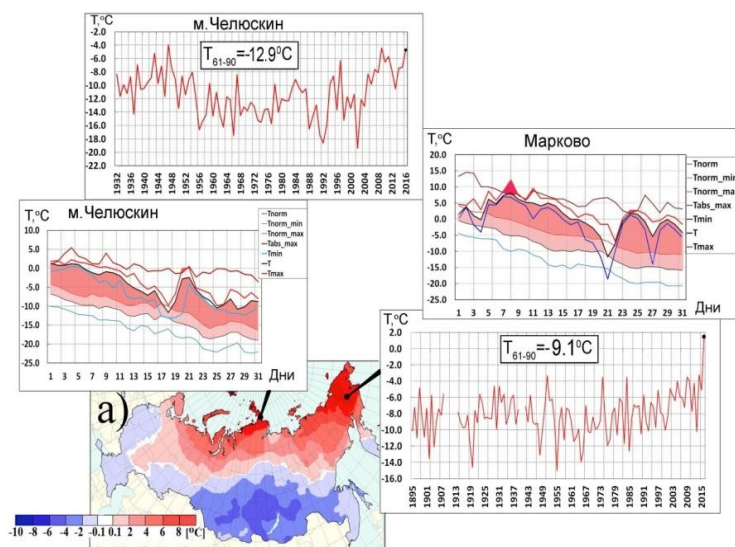 м.Челюскин
T,°C
T61-90=-12.9°C
-2.0
-4.0
-6.0
-8.0
-10.0
-12.0
-14.0
-16.0
-18.0
-20.0
-22.0
1932 1936 1940 1944 1948 1952 1956 1960 1964 1968 1972 1976 1980 1984 1988 1992 1996 2000 2004 2008 2012 2016
Марково
T,°C
20.0
15.0
10.0
5.0
0.0
-5.0
-10.0
-15.0
-20.0
-25.0
1 3 5 7 9 11 13 15 17 19 21 23 25 27 29 31
Дни
Tnorm
Tnorm_min
Tnorm_max
Tabs_max
Tmin
T
Tmax
м.Челюскин
T,°C
10.0
5.0
0.0
-5.0
-10.0
-15.0
-20.0
-25.0
1 3 5 7 9 11 13 15 17 19 21 23 25 27 29 31
Дни
Tnorm
Tnorm_min
Tnorm_max
Tabs_max
Tmin
T
Tmax
T61-90=-9.1°C
2.0
0.0
-2.0
-4.0
-6.0
-8.0
-10.0
-12.0
-14.0
-16.0
1895 1901 1907 1913 1919 1925 1931 1937 1943 1949 1955 1961 1967 1973 1979 1985 1991 1997 2003 2009 2015
а)
-10 -8 -6 -4 -2 -0.1 0.1 2 4 6 8 [°C]